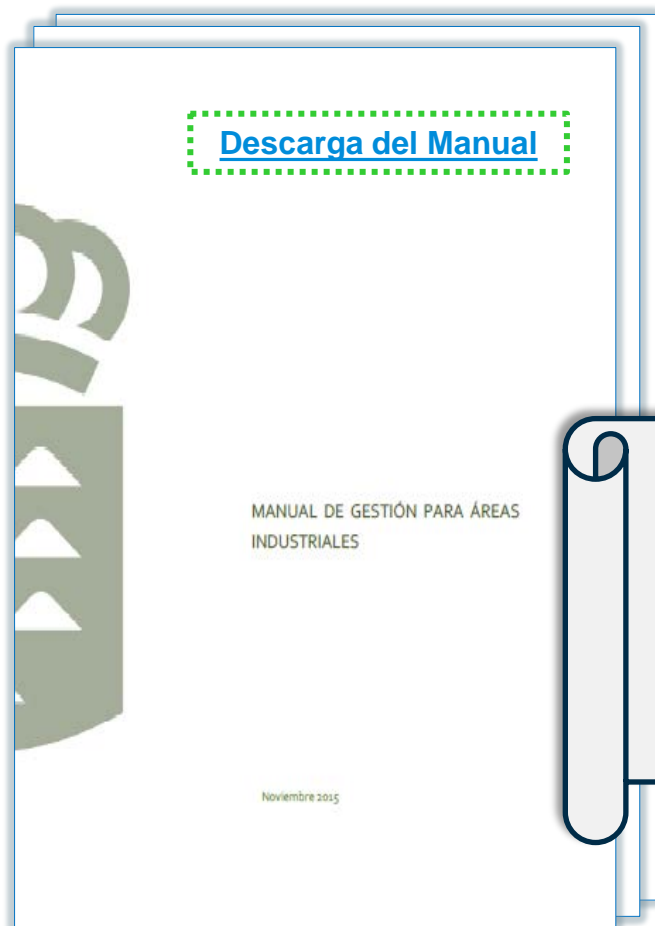 Descarga del Manual
MANUAL DE GESTIÓN PARA ÁREAS
INDUSTRIALES
Noviembre 2015